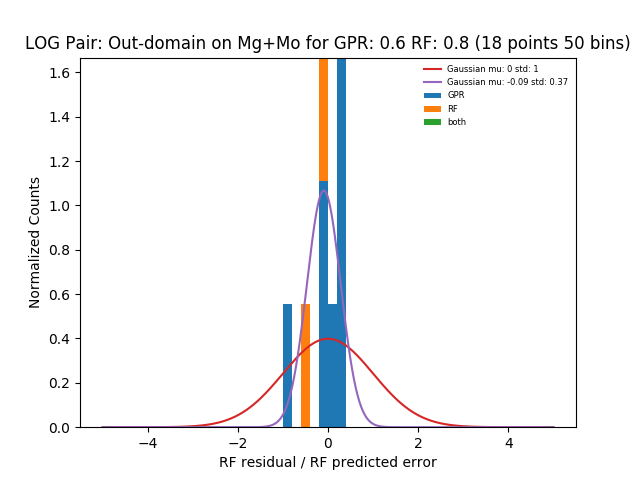 LOG Pair: Out-domain on Mg+Mo for GPR: 0.6 RF: 0.8 (18 points 50 bins)
Gaussian mu: 0 std: 1
Gaussian mu: -0.09 std: 0.37
GPR
RF
both
1.6
1.4
1.2
1.0
0.8
0.6
0.4
0.2
0.0
Normalized Counts
−4
−2
0
2
4
RF residual / RF predicted error